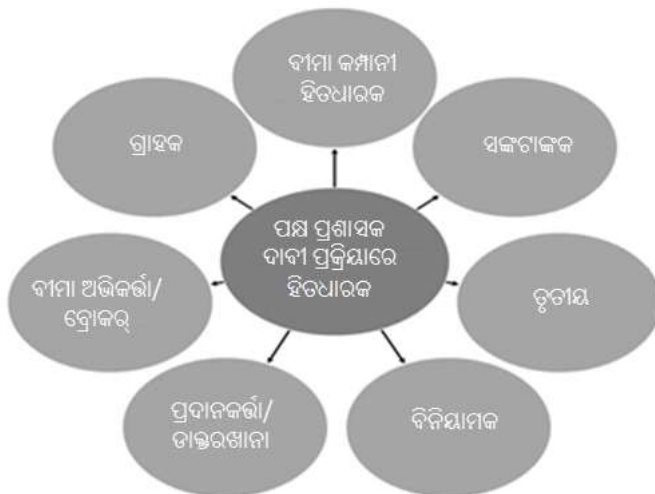 ବୀମା କମ୍ପାନୀ
ହିତଧାରକ
ଗ୍ରାହକ
ସଙ୍କଟାଙ୍କକ
ପକ୍ଷ ପ୍ରଶାସକ
ଦାବୀ ପ୍ରକ୍ରିୟାରେ
ହିତଧାରକ
ବୀମା ଅଭିକର୍ତ୍ତା/
ବ୍ରୋକର୍
ତୃତୀୟ
ପ୍ରଦାନକର୍ତ୍ତା/
ଡାକ୍ତରଖାନା
ବିନିୟାମକ